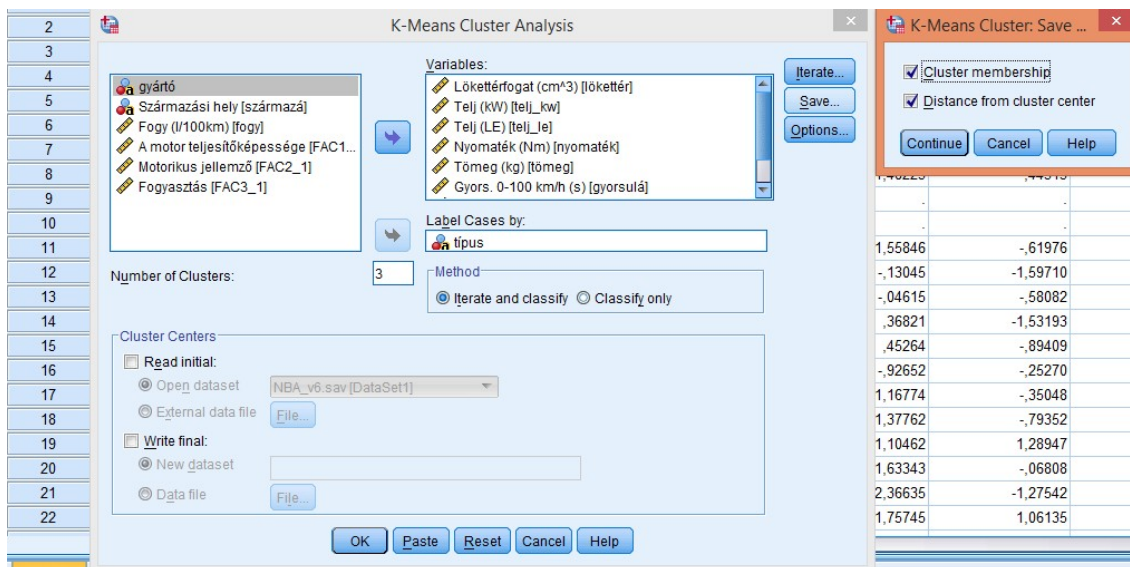 K-Means Cluster Analysis
gyártó
Származási hely [származá]
Fogy (l/100km) [fogy]
A motor teljesítőképessége [FAC1...
Motorikus jellemző [FAC2_1]
Fogyasztás [FAC3_1]
Variables:
Lökettérfogat (cm^3) [lökettér]
Telj (kW) [telj_kw]
Telj (LE) [telj_le]
Nyomaték (Nm) [nyomaték]
Tömeg (kg) [tömeg]
Gyors. 0-100 km/h (s) [gyorsulá]
Iterate...
Save...
Options...
Label Cases by:
típus
Number of Clusters:
3
Method
Iterate and classify
Classify only
Cluster Centers
Read initial:
Open dataset
NBA_v6.sav [DataSet1]
External data file
File...
Write final:
New dataset
Data file
File...
OK
Paste
Reset
Cancel
Help
K-Means Cluster: Save ...
Cluster membership
Distance from cluster center
Continue
Cancel
Help
2
3
4
5
6
7
8
9
. .
10
. .
11
1,55846 -,61976
12
-,13045 -1,59710
13
-,04615 -,58082
14
,36821 -1,53193
15
,45264 -,89409
16
-,92652 -,25270
17
1,16774 -,35048
18
1,37762 -,79352
19
1,10462 1,28947
20
1,63343 -,06808
21
2,36635 -1,27542
22
1,75745 1,06135